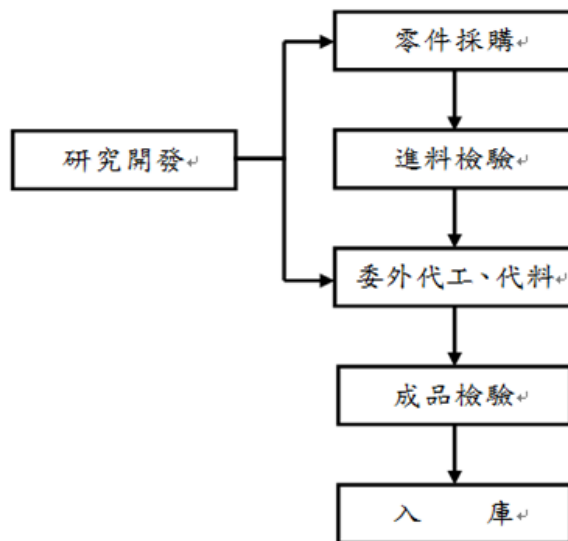 零件採購
研究開發
進料檢驗
委外代工、代料
成品檢驗
入 庫